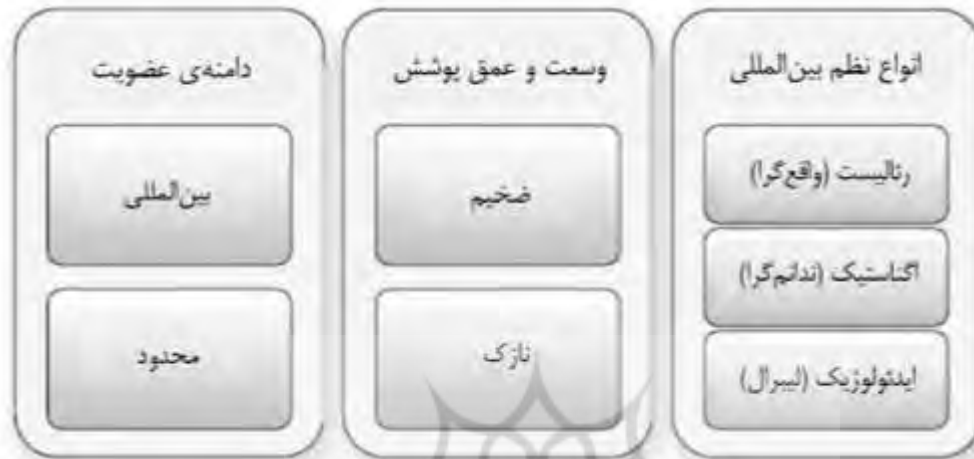 انواع نظم بین‌المللی
رئالیست (واقع‌گرا)
اگناستیک (ندانم‌گرا)
ایدئولوژیک (لیبرال)
وسعت و عمق پوشش
ضخیم
نازک
دامنه‌ی عضویت
بین‌المللی
محدود